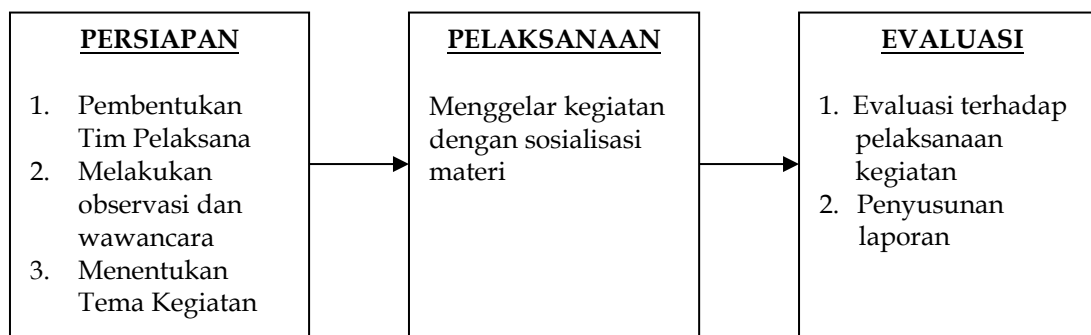 PERSIAPAN
1. Pembentukan
Tim Pelaksana
2. Melakukan
observasi dan
wawancara
3. Menentukan
Tema Kegiatan
PELAKSANAAN
Menggelar kegiatan
dengan sosialisasi
materi
EVALUASI
1. Evaluasi terhadap
pelaksanaan
kegiatan
2. Penyusunan
laporan